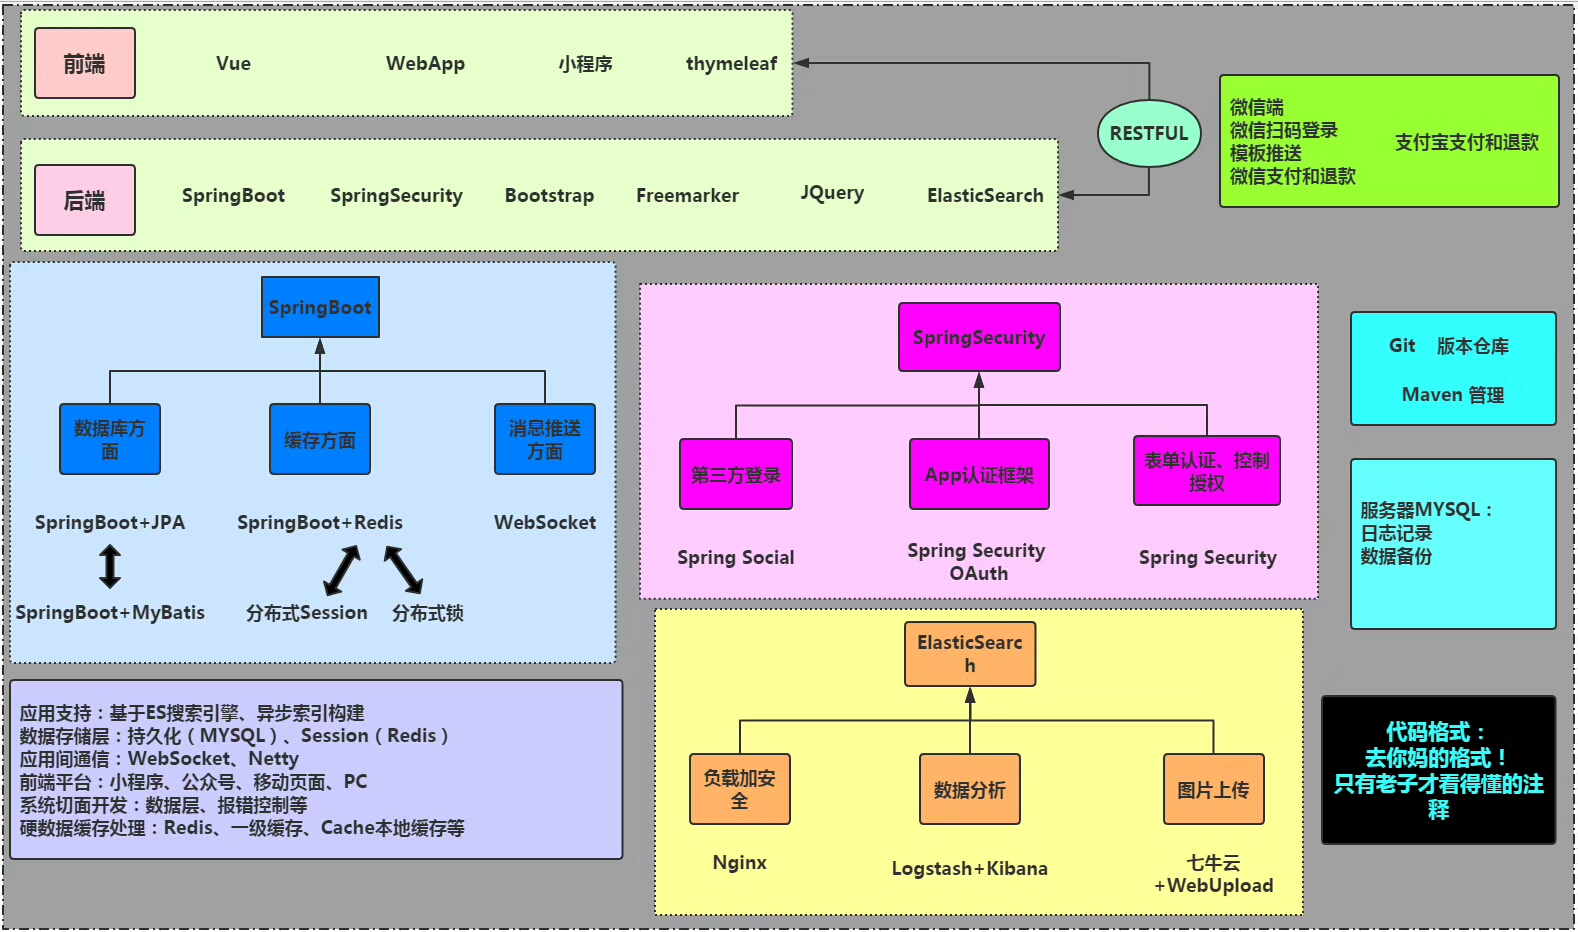 前端
Vue
WebApp
小程序
thymeleaf
RESTFUL
微信端
微信扫码登录
模板推送
微信支付和退款
支付宝支付和退款
后端
SpringBoot
SpringSecurity
Bootstrap
Freemarker
JQuery
ElasticSearch
SpringBoot
数据库方
面
缓存方面
消息推送
方面
SpringBoot+JPA
SpringBoot+Redis
WebSocket
SpringBoot+MyBatis
分布式Session
分布式锁
SpringSecurity
第三方登录
App认证框架
表单认证、控制
授权
Spring Social
Spring Security
OAuth
Spring Security
Git 版本仓库
Maven 管理
服务器MYSQL：
日志记录
数据备份
应用支持：基于ES搜索引擎、异步索引构建
数据存储层：持久化（MYSQL）、Session（Redis）
应用间通信：WebSocket、Netty
前端平台：小程序、公众号、移动页面、PC
系统切面开发：数据层、报错控制等
硬数据缓存处理：Redis、一级缓存、Cache本地缓存等
ElasticSearc
h
负载加安
全
数据分析
图片上传
Nginx
Logstash+Kibana
七牛云
+WebUpload
代码格式：
去你妈的格式！
只有老子才看得懂的注
释